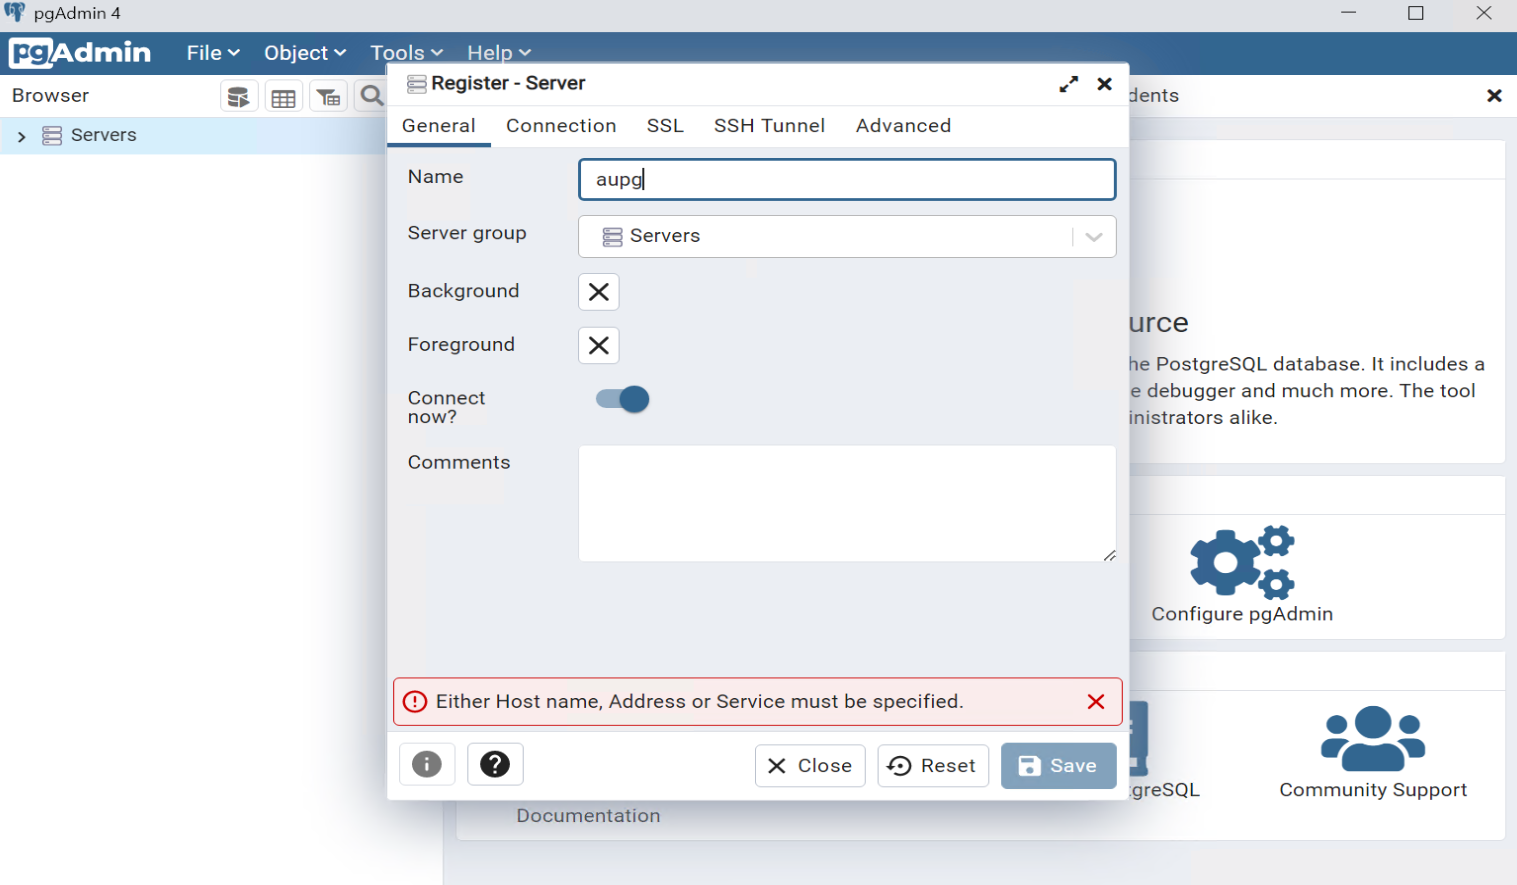 pgAdmin 4
pgAdmin
File
Object
Tools
Help
Browser
dents
Servers
Register - Server
General
Connection
SSL
SSH Tunnel
Advanced
Name
aupg
Server group
Servers
Background
Foreground
Connect
now?
Comments
Either Host name, Address or Service must be specified.
Close
Reset
Save
urce
he PostgreSQL database. It includes a
e debugger and much more. The tool
inistrators alike.
Configure pgAdmin
tgreSQL
Community Support
Documentation